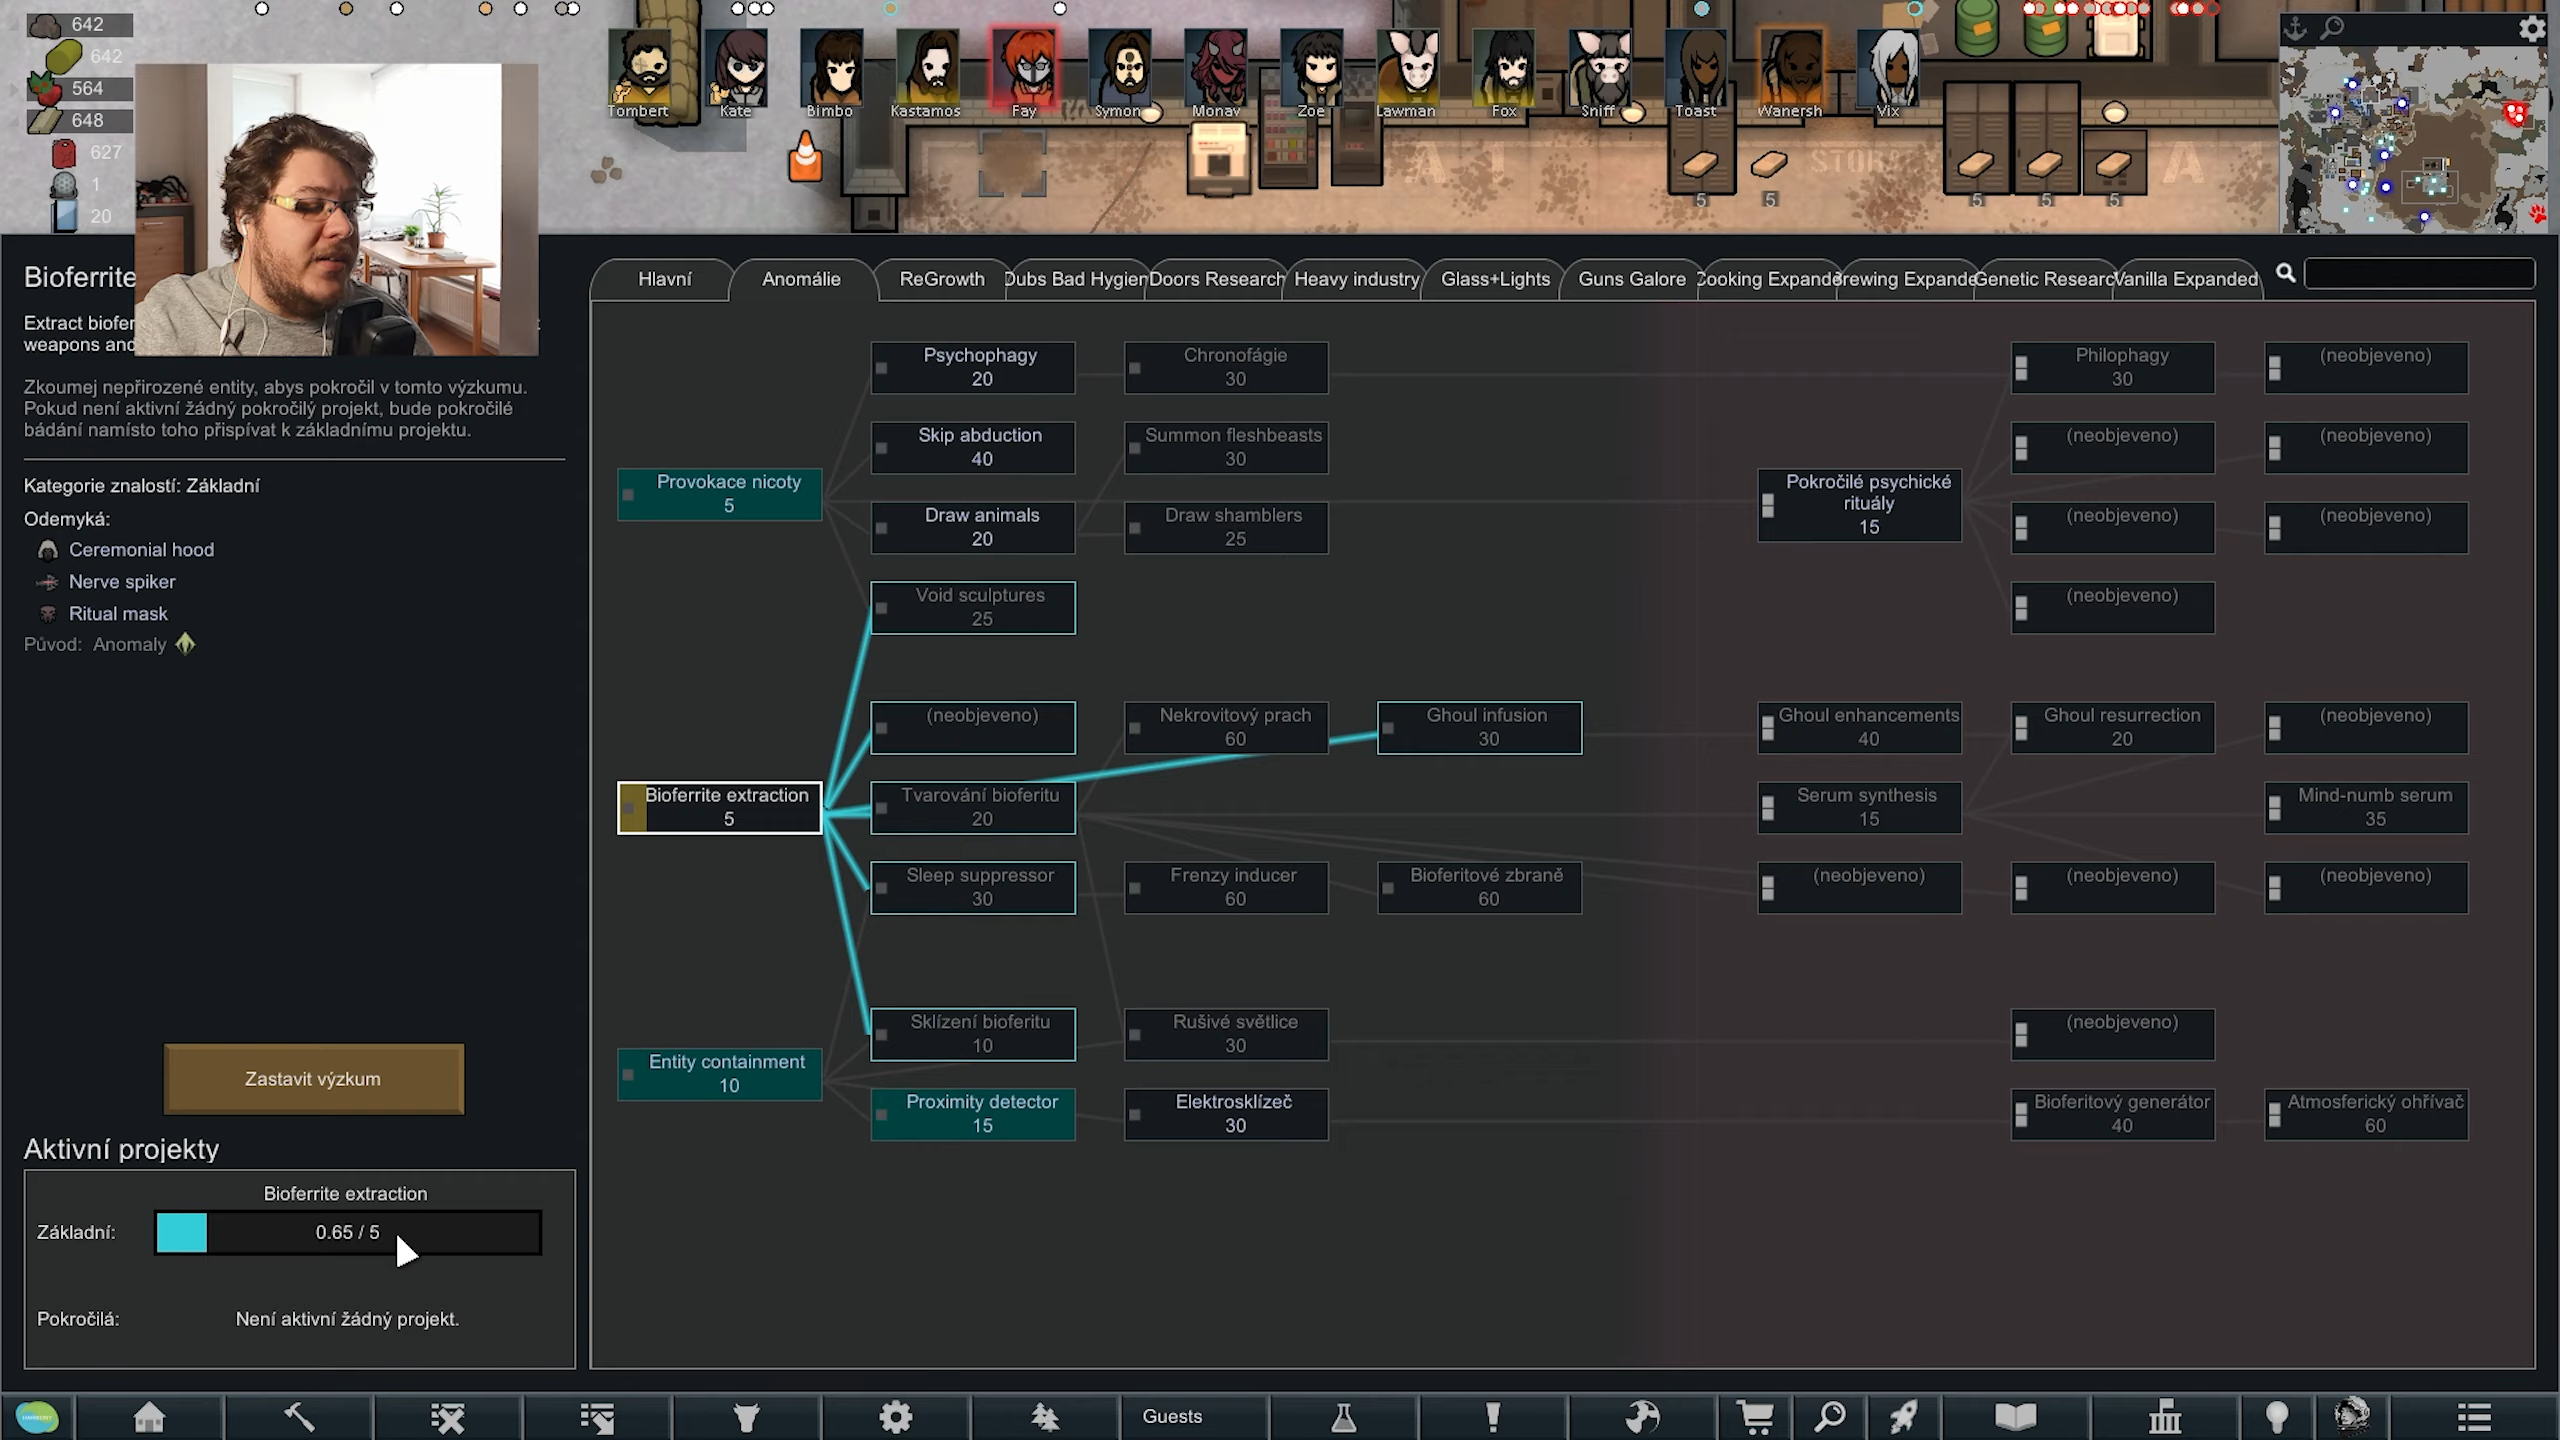 642
642
564
648
627
1
20
Tombert
Kate
Bimbo
Kastamos
Fay
Symon
Monav
Zoe
Lawman
Fox
Sniff
Toast
Wanersh
Vix
5
5
5
5
5
Bioferrite
Extract biofer
weapons and
Zkoumej nepřirozené entity, abys pokročil v tomto výzkumu.
Pokud není aktivní žádný pokročilý projekt, bude pokročilé
bádání namísto toho přispívat k základnímu projektu.
Kategorie znalostí: Základní
Odemyká:
Ceremonial hood
Nerve spiker
Ritual mask
Původ: Anomaly
Zastavit výzkum
Aktivní projekty
Bioferrite extraction
Základní:
0.65 / 5
Pokročilá:
Není aktivní žádný projekt.
Hlavní
Anomálie
ReGrowth
Dubs Bad Hygien
Doors Research
Heavy industry
Glass+Lights
Guns Galore
Cooking Expande
Brewing Expande
Genetic Researc
Vanilla Expanded
Psychophagy
20
Chronofágie
30
Philophagy
30
(neobjeveno)
Skip abduction
40
Summon fleshbeasts
30
(neobjeveno)
(neobjeveno)
Provokace nicoty
5
Pokročilé psychické
rituály
15
Draw animals
20
Draw shamblers
25
(neobjeveno)
(neobjeveno)
Void sculptures
25
(neobjeveno)
(neobjeveno)
Nekrovitový prach
60
Ghoul infusion
30
Ghoul enhancements
40
Ghoul resurrection
20
(neobjeveno)
Bioferrite extraction
5
Tvarování bioferitu
20
Serum synthesis
15
Mind-numb serum
35
Sleep suppressor
30
Frenzy inducer
60
Bioferitové zbraně
60
(neobjeveno)
(neobjeveno)
(neobjeveno)
Sklízení bioferitu
10
Rušivé světlice
30
(neobjeveno)
Entity containment
10
Proximity detector
15
Elektrosklízeč
30
Bioferitový generátor
40
Atmosferický ohřívač
60
Guests